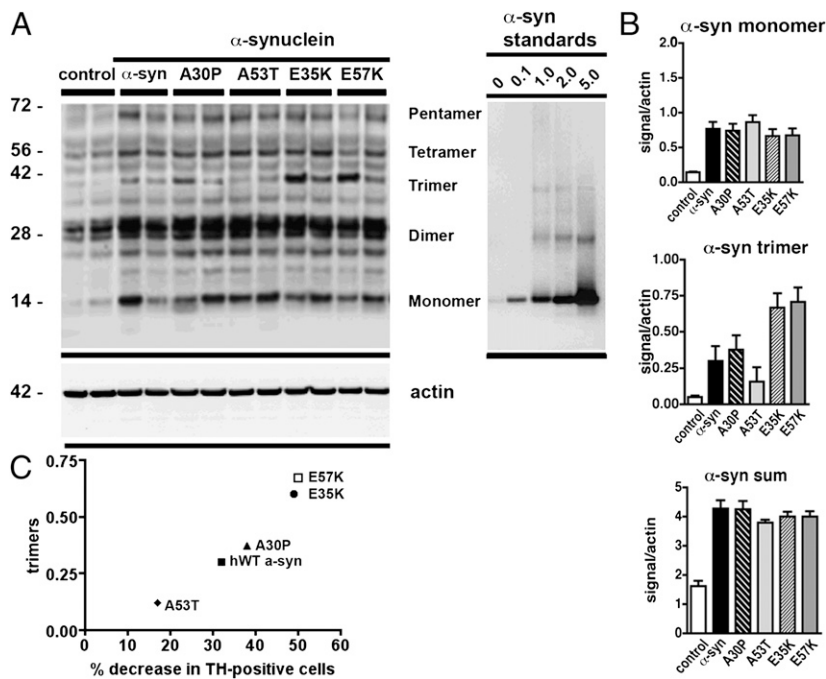 A
α-synuclein
control α-syn A30P A53T E35K E57K
72 -
56 -
42 -
28 -
14 -
Pentamer
Tetramer
Trimer
Dimer
Monomer
42 -
actin
α-syn
standards
0 0.1 1.0 2.0 5.0
B
α-syn monomer
signal/actin
2.0
1.5
1.0
0.5
0.0
control α-syn A30P A53T E35K E57K
α-syn trimer
signal/actin
1.00
0.75
0.50
0.25
0.00
control α-syn A30P A53T E35K E57K
α-syn sum
signal/actin
5
4
3
2
1
0
control α-syn A30P A53T E35K E57K
C
trimers
0.75
0.50
0.25
0.00
E57K
E35K
A30P
hWT a-syn
A53T
0 10 20 30 40 50 60
% decrease in TH-positive cells